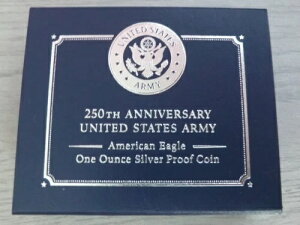 UNITED STATES
ARMY
250TH ANNIVERSARY
UNITED STATES ARMY
American Eagle
One Ounce Silver Proof Coin